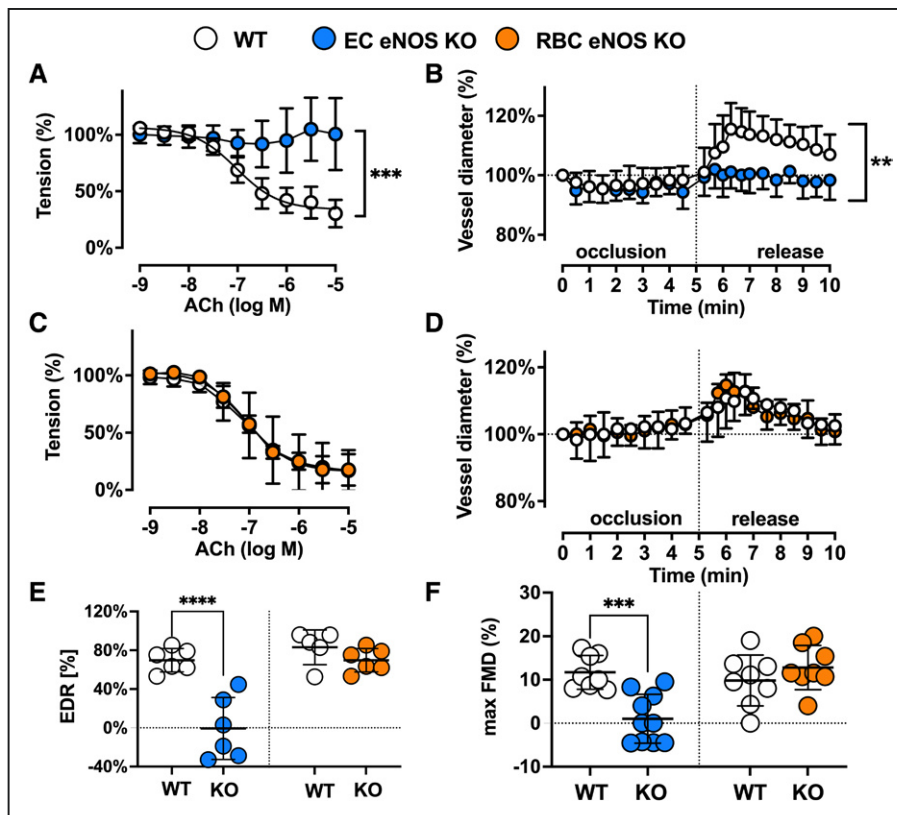 WT EC eNOS KO RBC eNOS KO
A
Tension (%)
100%
50%
0%
***
-9 -8 -7 -6 -5
ACh (log M)
B
Vessel diameter (%)
120%
100%
80%
**
occlusion release
0 1 2 3 4 5 6 7 8 9 10
Time (min)
C
Tension (%)
100%
50%
0%
-9 -8 -7 -6 -5
ACh (log M)
D
Vessel diameter (%)
120%
100%
80%
occlusion release
0 1 2 3 4 5 6 7 8 9 10
Time (min)
E
EDR [%]
120%
80%
40%
0%
-40%
****
WT KO WT KO
F
max FMD (%)
30
20
10
0
-10
***
WT KO WT KO